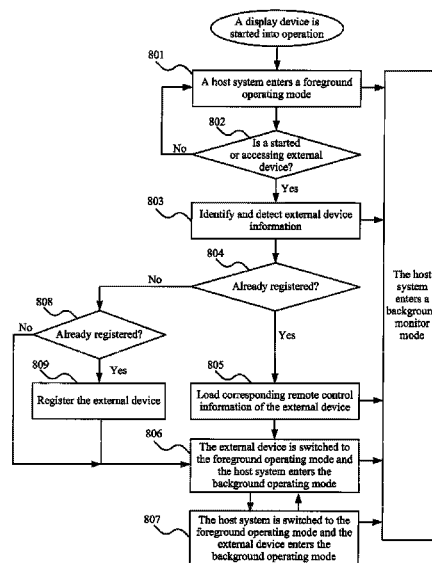 A display device is
started into operation
801
A host system enters a foreground
operating mode
802
Is a started
or accessing external
device?
No
Yes
803
Identify and detect external device
information
804
Already registered?
No
Yes
808
Already registered?
No
Yes
809
Register the external device
805
Load corresponding remote control
information of the external device
806
The external device is switched to
the foreground operating mode and
the host system enters the
background operating mode
807
The host system is switched to the
foreground operating mode and the
external device enters the
background operating mode
The host
system
enters a
background
monitor
mode